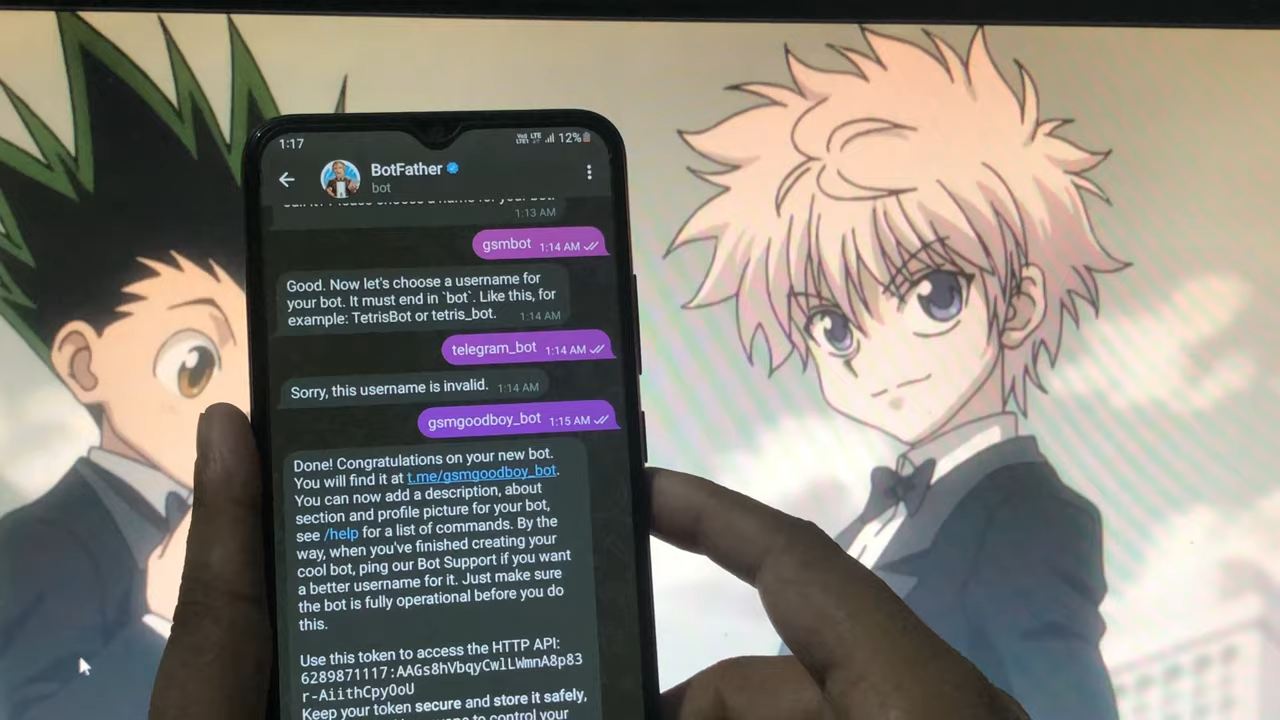 1:17
12%
BotFather
bot
1:13 AM
gsmbot 1:14 AM
Good. Now let's choose a username for
your bot. It must end in `bot`. Like this, for
example: TetrisBot or tetris_bot. 1:14 AM
telegram_bot 1:14 AM
Sorry, this username is invalid. 1:14 AM
gsmgoodboy_bot 1:15 AM
Done! Congratulations on your new bot.
You will find it at t.me/gsmgoodboy_bot.
You can now add a description, about
section and profile picture for your bot,
see /help for a list of commands. By the
way, when you've finished creating your
cool bot, ping our Bot Support if you want
a better username for it. Just make sure
the bot is fully operational before you do
this.
Use this token to access the HTTP API:
6289871117:AAGs8hVbqyCwlLWmnA8p83
r-AiithCpyOoU
Keep your token secure and store it safely,
to control your